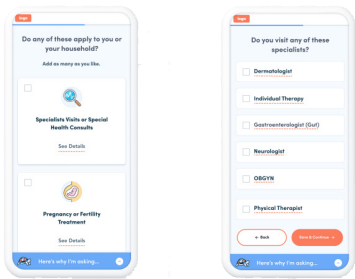 logo
Do any of these apply to you or
your household?
Add as many as you like.
Specialists Visits or Special
Health Consults
See Details
Pregnancy or Fertility
Treatment
See Details
Here's why I'm asking...
logo
Do you visit any of these
specialists?
Dermatologist
Individual Therapy
Gastroenterologist (Gut)
Neurologist
OBGYN
Physical Therapist
← Back
Save & Continue →
Here's why I'm asking...